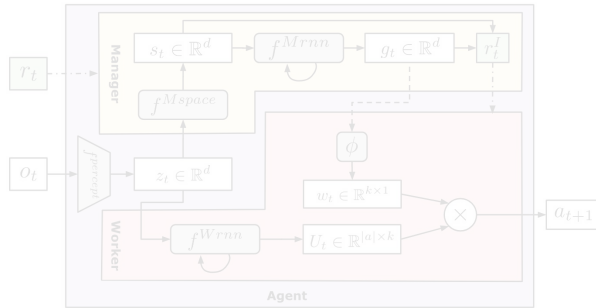 Manager
s_t ∈ ℝ^d
f^{Mrnn}
g_t ∈ ℝ^d
r_t^I
r_t
f^{Mspace}
φ
o_t
f^{percept}
z_t ∈ ℝ^d
w_t ∈ ℝ^{k×1}
×
a_{t+1}
Worker
f^{Wrnn}
U_t ∈ ℝ^{|a|×k}
Agent